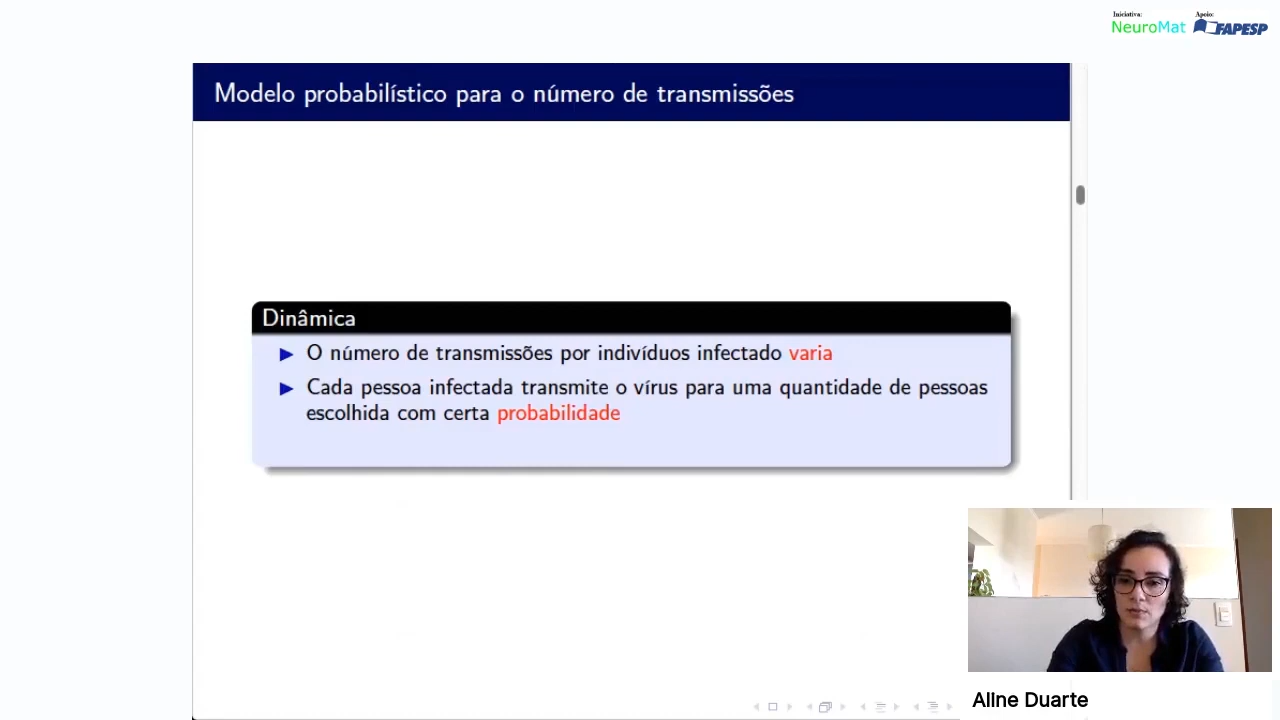 Iniciativa: Apoio:
NeuroMat FAPESP
Modelo probabilístico para o número de transmissões
Dinâmica
O número de transmissões por indivíduos infectado varia
Cada pessoa infectada transmite o vírus para uma quantidade de pessoas
escolhida com certa probabilidade
Aline Duarte